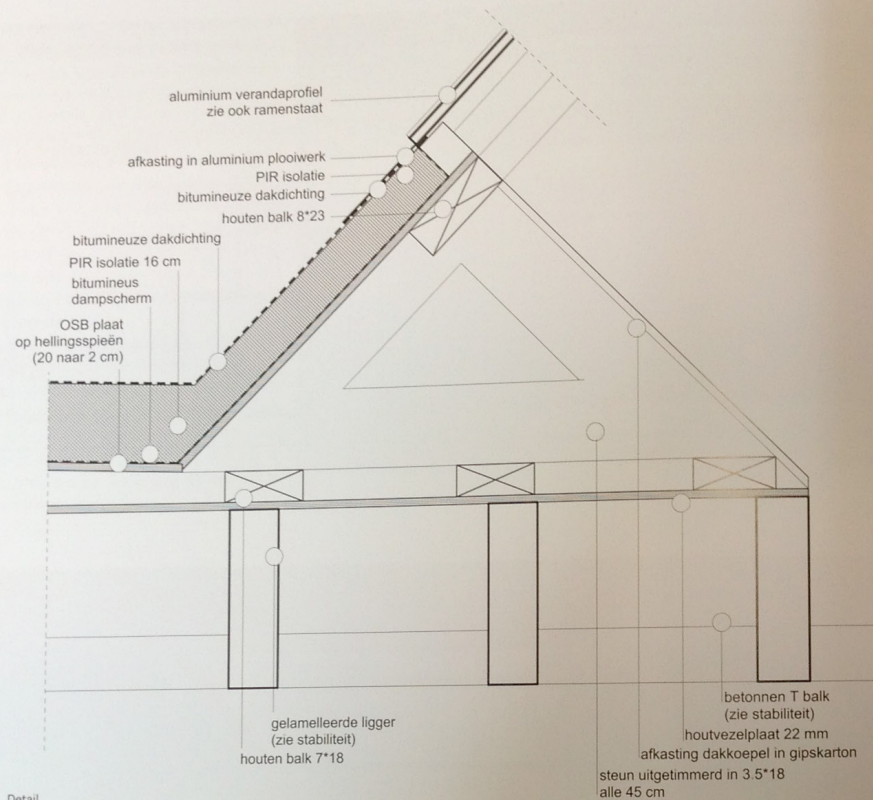 aluminium verandaprofiel
zie ook ramenstaat
afkasting in aluminium plooiwerk
PIR isolatie
bitumineuze dakdichting
houten balk 8*23
bitumineuze dakdichting
PIR isolatie 16 cm
bitumineus
dampscherm
OSB plaat
op hellingsspieën
(20 naar 2 cm)
betonnen T balk
(zie stabiliteit)
gelamelleerde ligger
(zie stabiliteit)
houtvezelplaat 22 mm
houten balk 7*18
afkasting dakkoepel in gipskarton
steun uitgetimmerd in 3.5*18
alle 45 cm
Detail